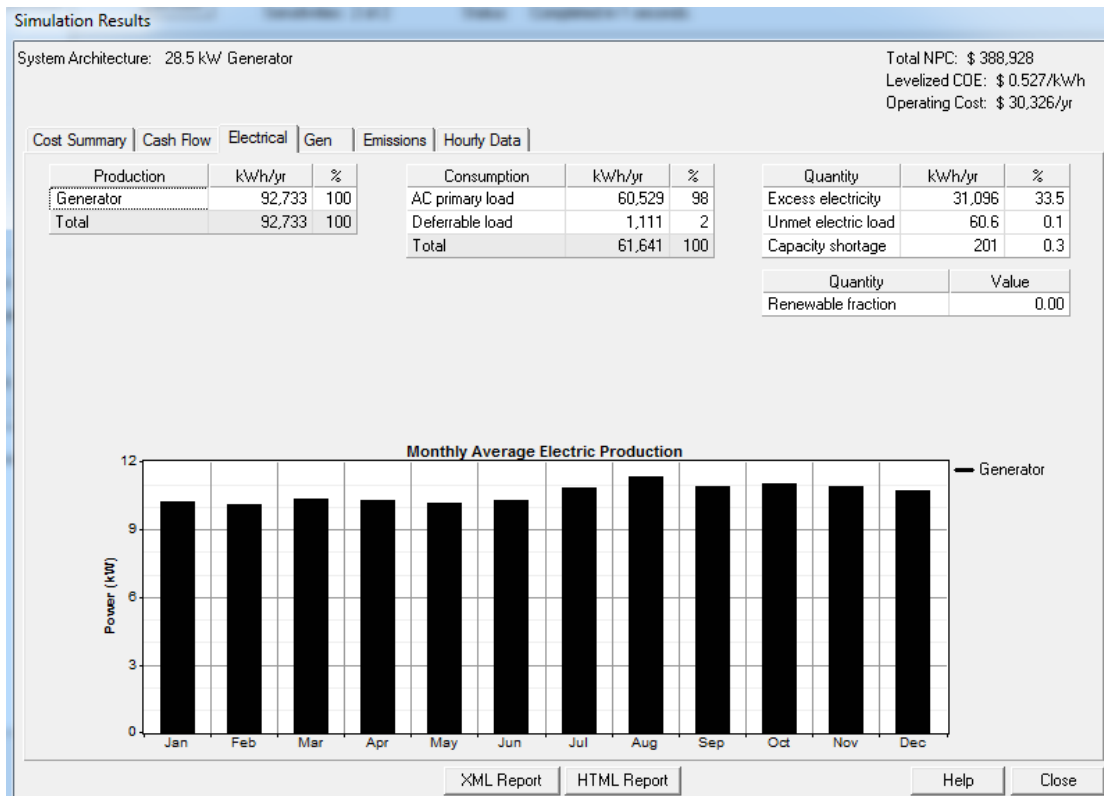 Simulation Results
System Architecture: 28.5 kW Generator
Total NPC: $ 388,928
Levelized COE: $ 0.527/kWh
Operating Cost: $ 30,326/yr
Cost Summary Cash Flow Electrical Gen Emissions Hourly Data
Production kWh/yr %
Generator 92,733 100
Total 92,733 100
Consumption kWh/yr %
AC primary load 60,529 98
Deferrable load 1,111 2
Total 61,641 100
Quantity kWh/yr %
Excess electricity 31,096 33.5
Unmet electric load 60.6 0.1
Capacity shortage 201 0.3
Quantity Value
Renewable fraction 0.00
Monthly Average Electric Production
12
9
6
3
0
Power (kW)
Jan Feb Mar Apr May Jun Jul Aug Sep Oct Nov Dec
Generator
XML Report HTML Report Help Close